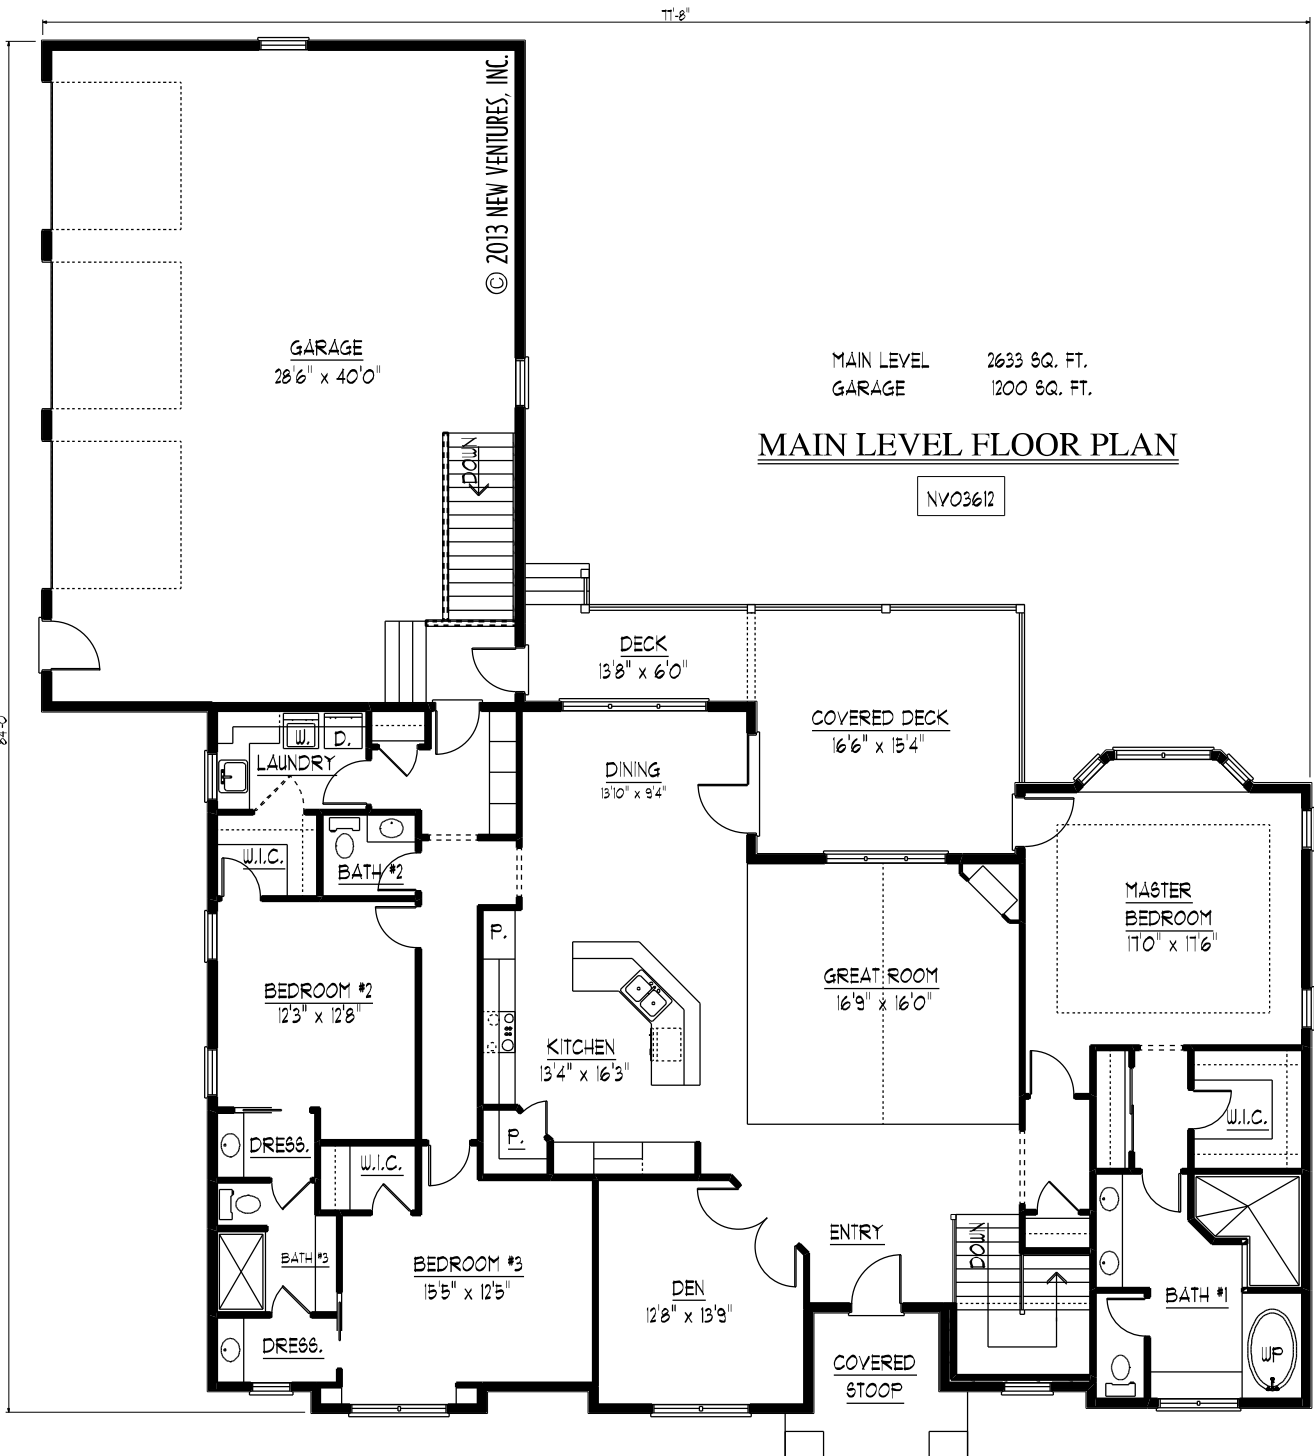 77'-8"
© 2013 NEW VENTURES, INC.
GARAGE
28'6" x 40'0"
MAIN LEVEL 2633 SQ. FT.
GARAGE 1200 SQ. FT.
MAIN LEVEL FLOOR PLAN
NV03612
DOWN
DECK
13'8" x 6'0"
COVERED DECK
16'6" x 15'4"
64'-0"
W. D.
LAUNDRY
DINING
13'10" x 9'4"
W.I.C.
BATH #2
MASTER
BEDROOM
17'0" x 17'6"
P.
BEDROOM #2
12'3" x 12'8"
GREAT ROOM
16'9" x 16'0"
KITCHEN
13'4" x 16'3"
W.I.C.
DRESS.
P.
W.I.C.
BATH #3
BEDROOM #3
15'5" x 12'5"
ENTRY
DOWN
DEN
12'8" x 13'9"
BATH #1
DRESS.
WP
COVERED
STOOP